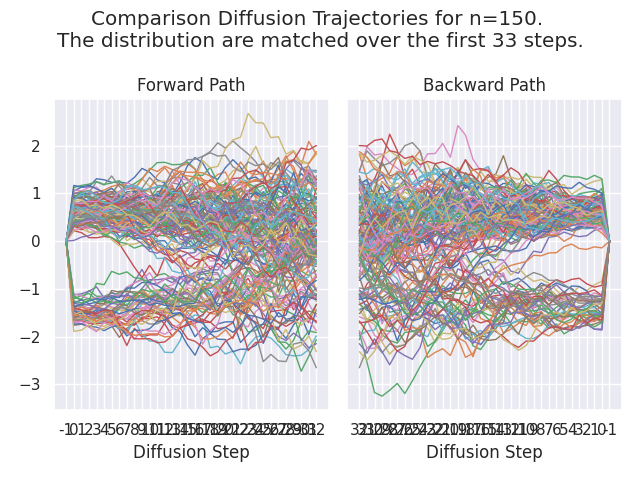 Comparison Diffusion Trajectories for n=150.
The distribution are matched over the first 33 steps.
Forward Path
Backward Path
2
1
0
−1
−2
−3
Diffusion Step
Diffusion Step